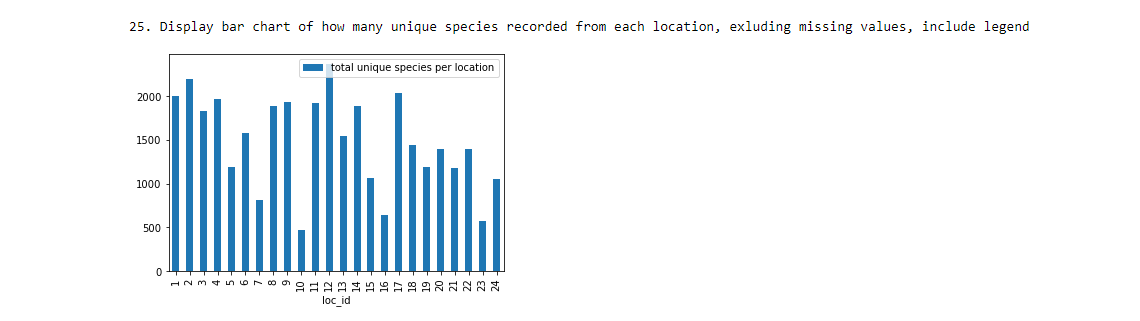 25. Display bar chart of how many unique species recorded from each location, exluding missing values, include legend
total unique species per location
2000
1500
1000
500
0
1 2 3 4 5 6 7 8 9 10 11 12 13 14 15 16 17 18 19 20 21 22 23 24
loc_id